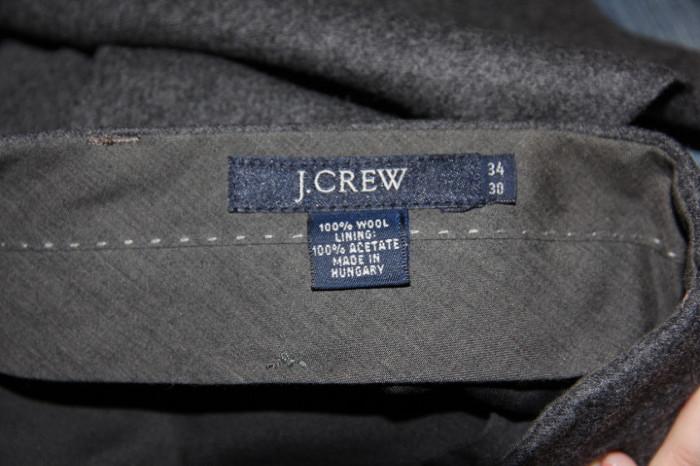 J.CREW
34
30
100% WOOL
LINING:
100% ACETATE
MADE IN
HUNGARY